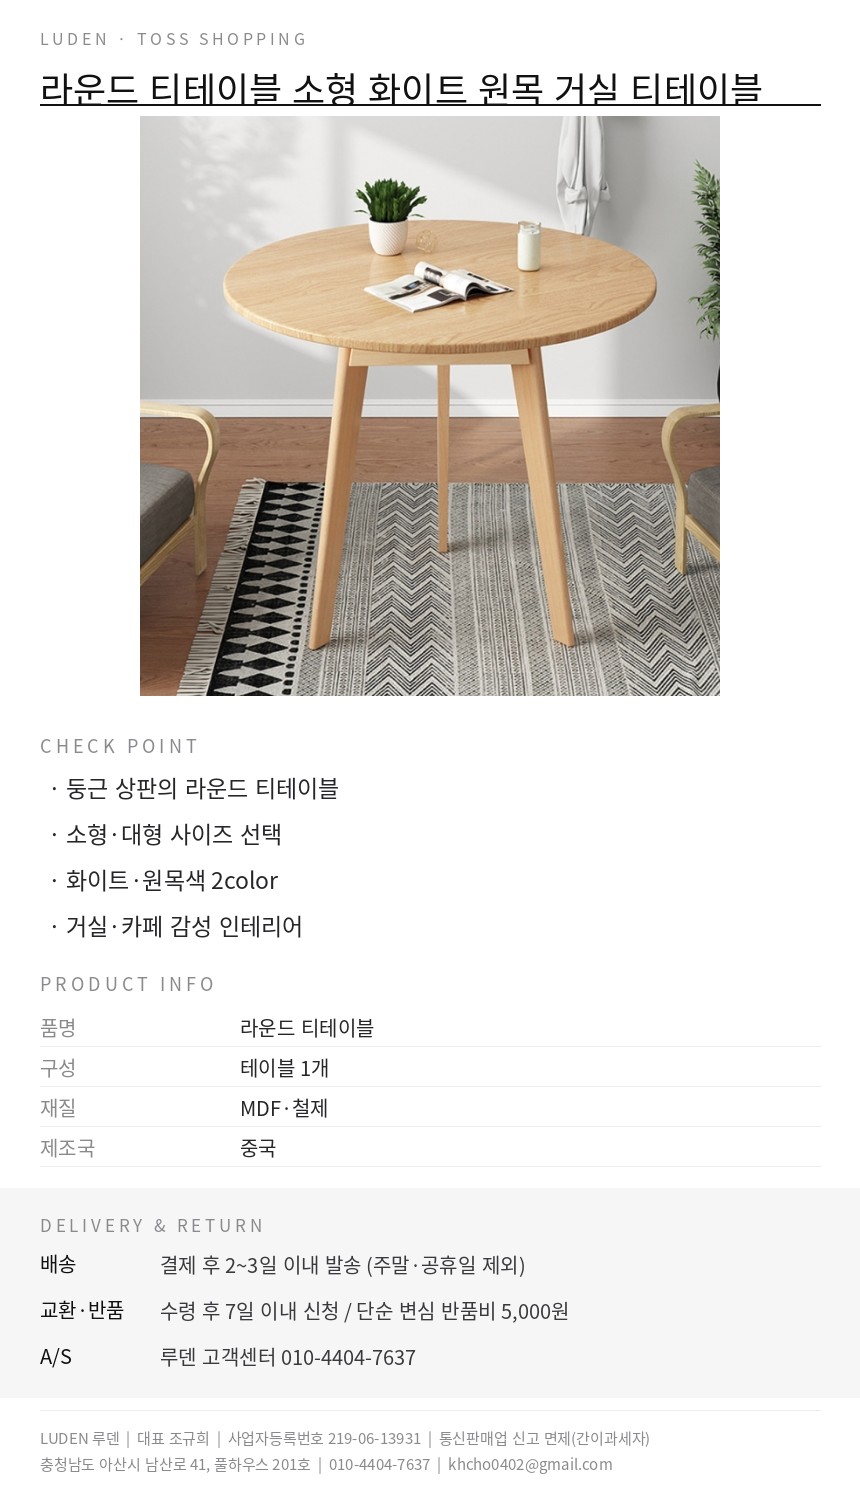 LUDEN · TOSS SHOPPING
라운드 티테이블 소형 화이트 원목 거실 티테이블
CHECK POINT
· 둥근 상판의 라운드 티테이블
· 소형·대형 사이즈 선택
· 화이트·원목색 2color
· 거실·카페 감성 인테리어
PRODUCT INFO
품명 라운드 티테이블
구성 테이블 1개
재질 MDF·철제
제조국 중국
DELIVERY & RETURN
배송 결제 후 2~3일 이내 발송 (주말·공휴일 제외)
교환·반품 수령 후 7일 이내 신청 / 단순 변심 반품비 5,000원
A/S 루덴 고객센터 010-4404-7637
LUDEN 루덴 | 대표 조규희 | 사업자등록번호 219-06-13931 | 통신판매업 신고 면제(간이과세자)
충청남도 아산시 남산로 41, 풀하우스 201호 | 010-4404-7637 | khcho0402@gmail.com